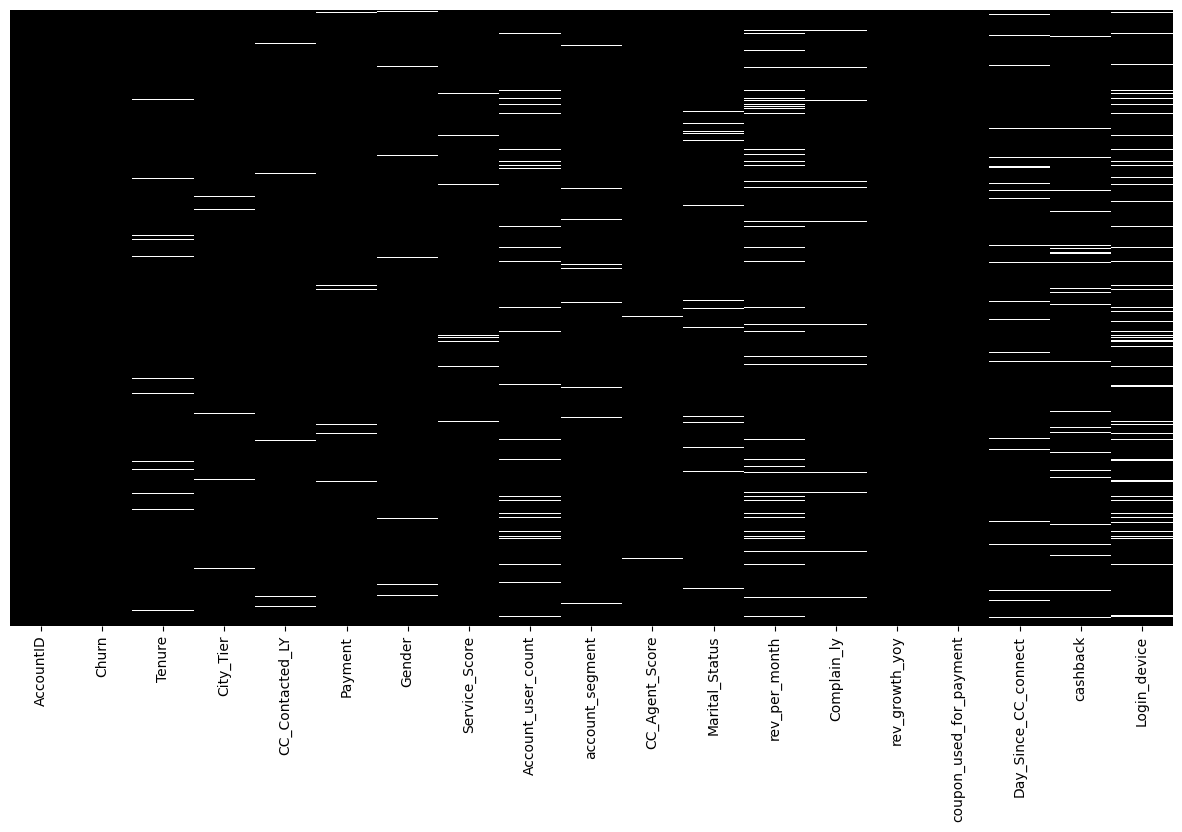 AccountID
Churn
Tenure
City_Tier
CC_Contacted_LY
Payment
Gender
Service_Score
Account_user_count
account_segment
CC_Agent_Score
Marital_Status
rev_per_month
Complain_ly
rev_growth_yoy
coupon_used_for_payment
Day_Since_CC_connect
cashback
Login_device